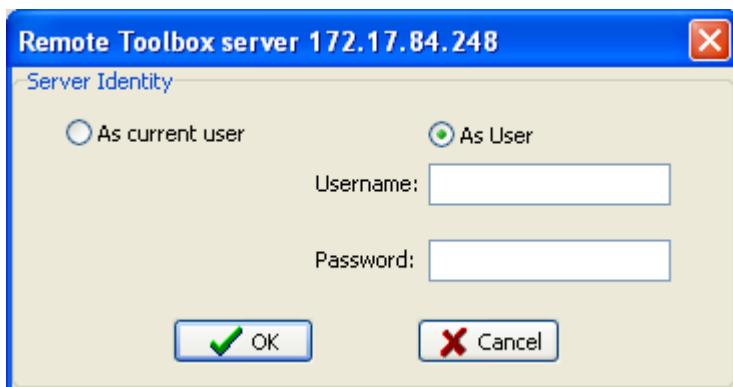 Remote Toolbox server 172.17.84.248
Server Identity
As current user
As User
Username:
Password:
OK
Cancel